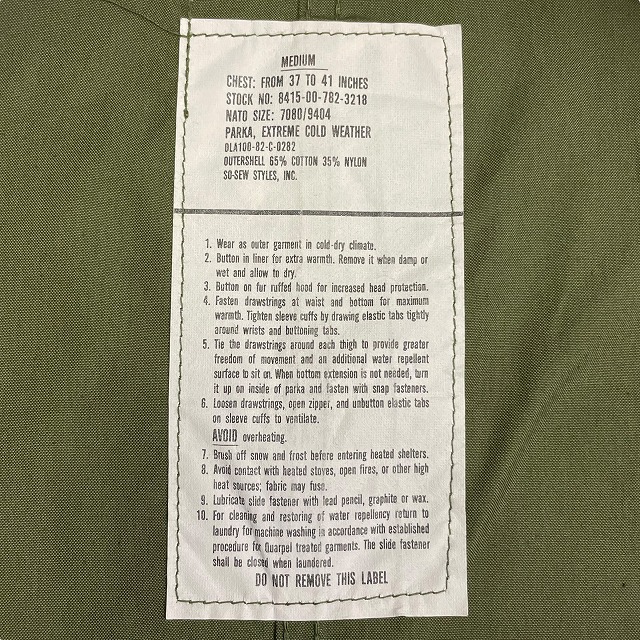 MEDIUM
CHEST: FROM 37 TO 41 INCHES
STOCK NO: 8415-00-782-3218
NATO SIZE: 7080/9404
PARKA, EXTREME COLD WEATHER
DLA100-82-C-0282
OUTERSHELL 65% COTTON 35% NYLON
SO-SEW STYLES, INC.
1. Wear as outer garment in cold-dry climate.
2. Button in liner for extra warmth. Remove it when damp or
wet and allow to dry.
3. Button on fur ruffed hood for increased head protection.
4. Fasten drawstrings at waist and bottom for maximum
warmth. Tighten sleeve cuffs by drawing elastic tabs tightly
around wrists and buttoning tabs.
5. Tie the drawstrings around each thigh to provide greater
freedom of movement and an additional water repellent
surface to sit on. When bottom extension is not needed, turn
it up on inside of parka and fasten with snap fasteners.
6. Loosen drawstrings, open zipper, and unbutton elastic tabs
on sleeve cuffs to ventilate.
AVOID overheating.
7. Brush off snow and frost before entering heated shelters.
8. Avoid contact with heated stoves, open fires, or other high
heat sources; fabric may fuse.
9. Lubricate slide fastener with lead pencil, graphite or wax.
10. For cleaning and restoring of water repellency return to
laundry for machine washing in accordance with established
procedure for Quarpel treated garments. The slide fastener
shall be closed when laundered.
DO NOT REMOVE THIS LABEL